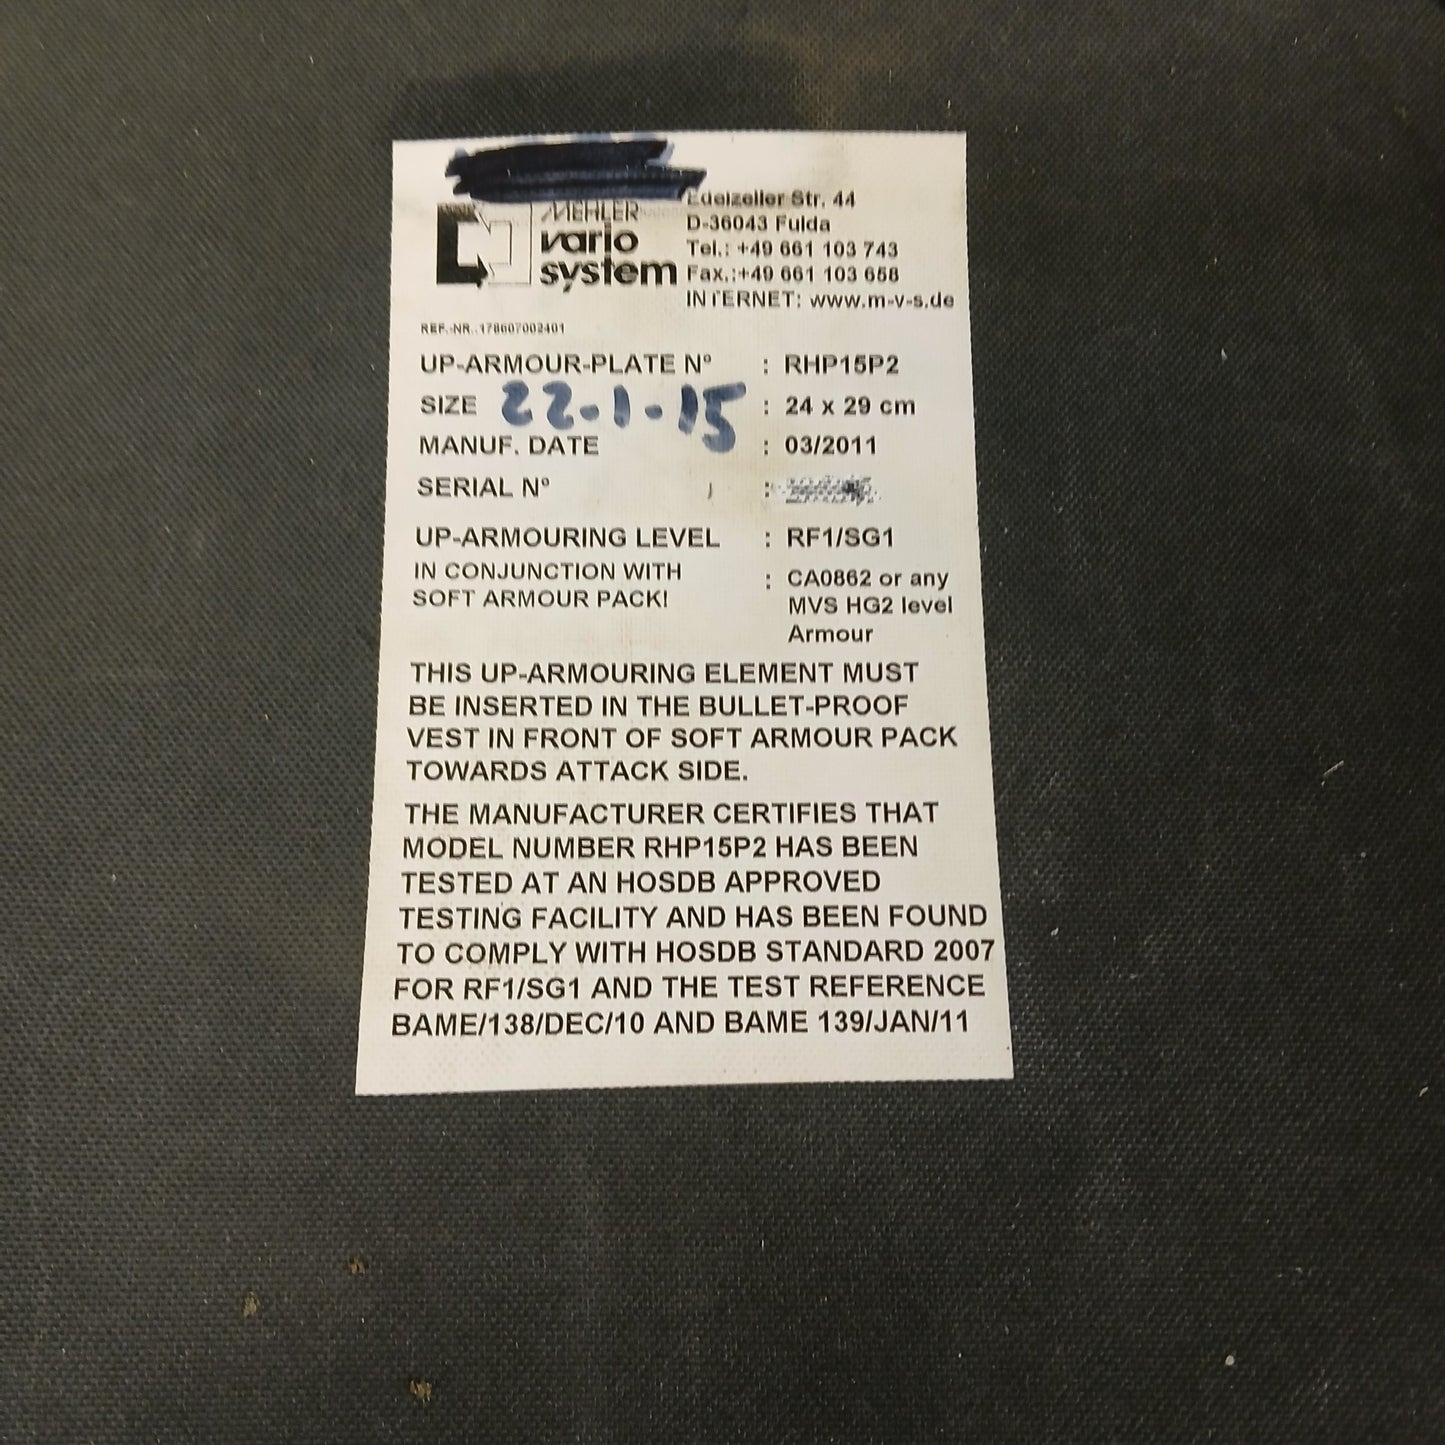 MEHLER
vario
system
Edelzeller Str. 44
D-36043 Fulda
Tel.: +49 661 103 743
Fax.:+49 661 103 658
INTERNET: www.m-v-s.de
REF.-NR.:178607002401
UP-ARMOUR-PLATE Nº : RHP15P2
SIZE : 24 x 29 cm
22-1-15
MANUF. DATE : 03/2011
SERIAL Nº :
UP-ARMOURING LEVEL : RF1/SG1
IN CONJUNCTION WITH : CA0862 or any
SOFT ARMOUR PACK! MVS HG2 level
Armour
THIS UP-ARMOURING ELEMENT MUST
BE INSERTED IN THE BULLET-PROOF
VEST IN FRONT OF SOFT ARMOUR PACK
TOWARDS ATTACK SIDE.
THE MANUFACTURER CERTIFIES THAT
MODEL NUMBER RHP15P2 HAS BEEN
TESTED AT AN HOSDB APPROVED
TESTING FACILITY AND HAS BEEN FOUND
TO COMPLY WITH HOSDB STANDARD 2007
FOR RF1/SG1 AND THE TEST REFERENCE
BAME/138/DEC/10 AND BAME 139/JAN/11